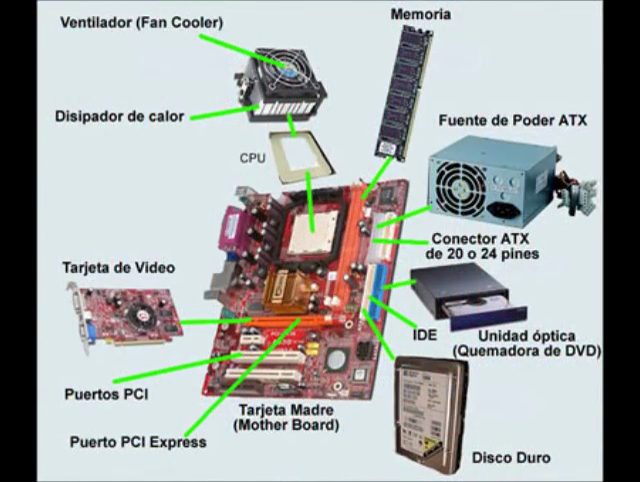 Memoria
Ventilador (Fan Cooler)
Disipador de calor
Fuente de Poder ATX
CPU
Conector ATX
de 20 o 24 pines
Tarjeta de Video
IDE
Unidad óptica
(Quemadora de DVD)
Puertos PCI
Tarjeta Madre
(Mother Board)
Puerto PCI Express
Disco Duro